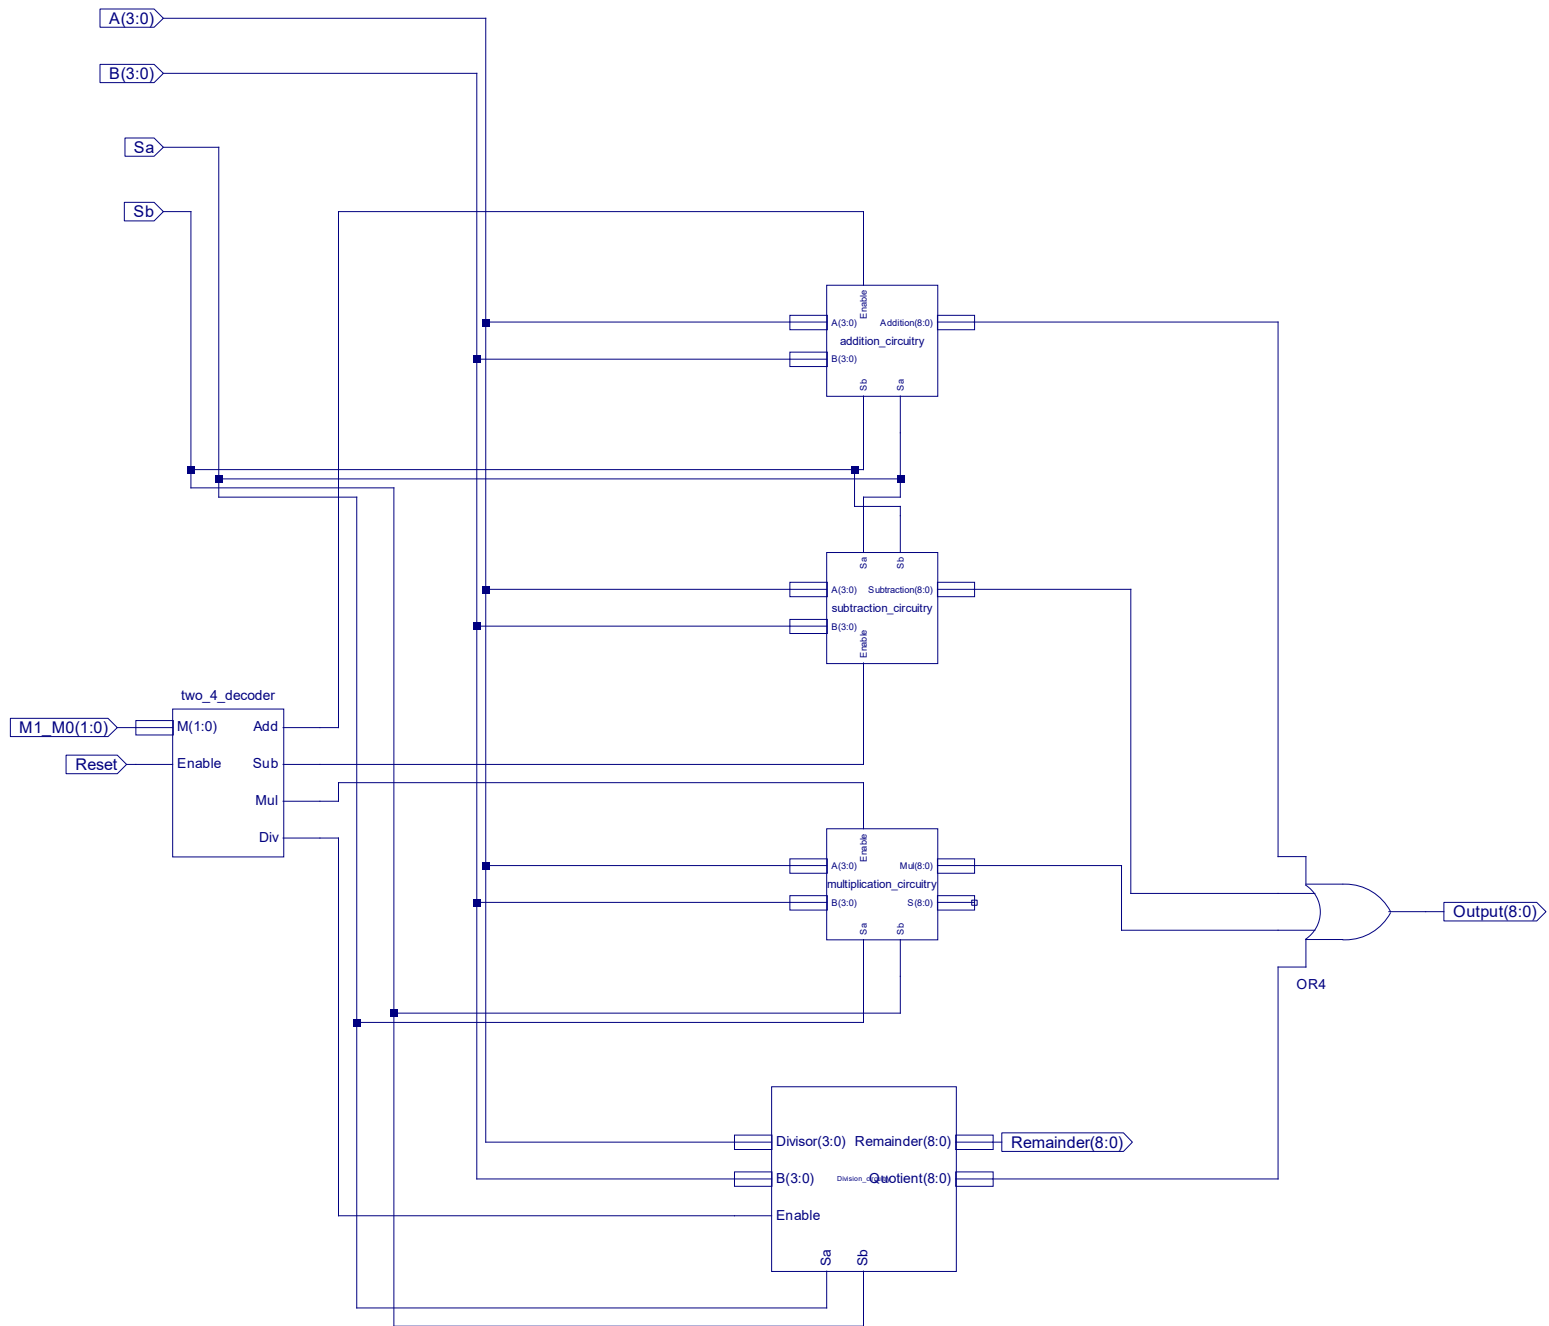 A(3:0)
B(3:0)
Sa
Sb
Enable
A(3:0)
Addition(8:0)
addition_circuitry
B(3:0)
Sb
Sa
Sa
Sb
A(3:0)
Subtraction(8:0)
subtraction_circuitry
B(3:0)
Enable
two_4_decoder
M1_M0(1:0)
M(1:0)
Add
Reset
Enable
Sub
Mul
Div
Enable
A(3:0)
Mul(8:0)
multiplication_circuitry
B(3:0)
S(8:0)
Sa
Sb
Output(8:0)
OR4
Divisor(3:0)
Remainder(8:0)
Remainder(8:0)
B(3:0)
Quotient(8:0)
Enable
Sa
Sb